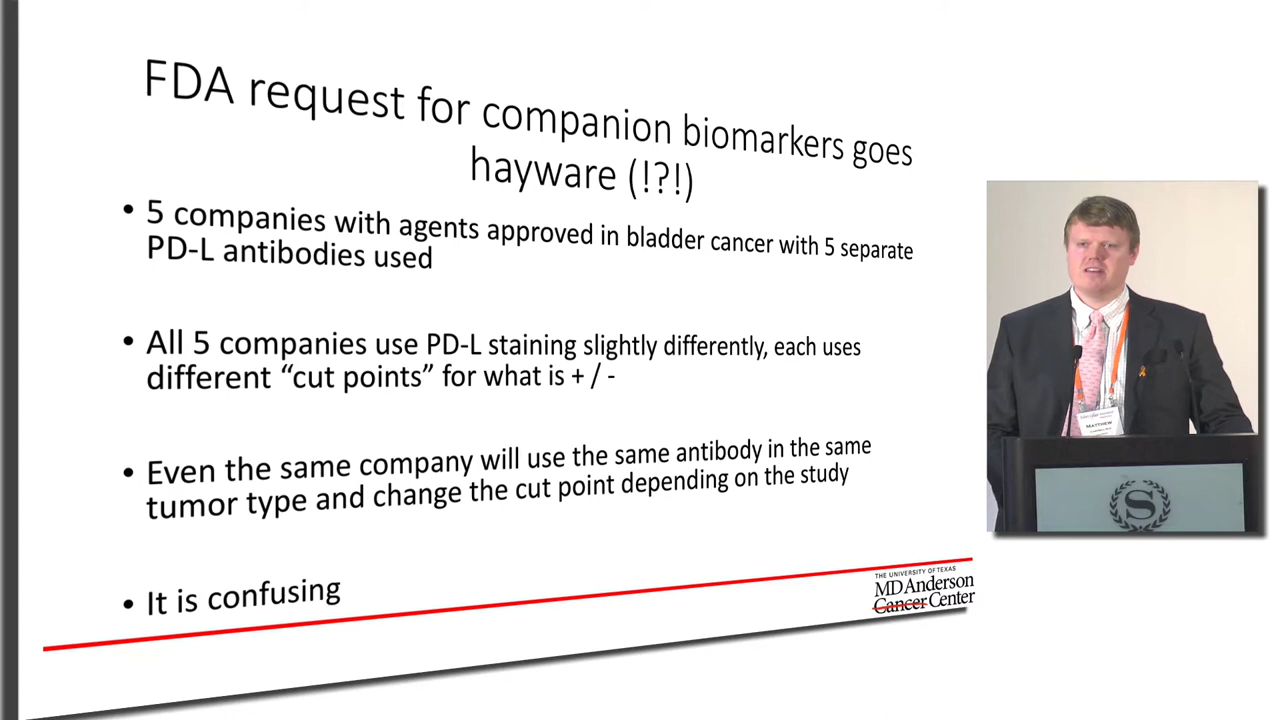 FDA request for companion biomarkers goes
hayware (!?!)
• 5 companies with agents approved in bladder cancer with 5 separate
PD-L antibodies used
• All 5 companies use PD-L staining slightly differently, each uses
different “cut points” for what is + / -
• Even the same company will use the same antibody in the same
tumor type and change the cut point depending on the study
• It is confusing
THE UNIVERSITY OF TEXAS
MD Anderson
Cancer Center
MATTHEW
S